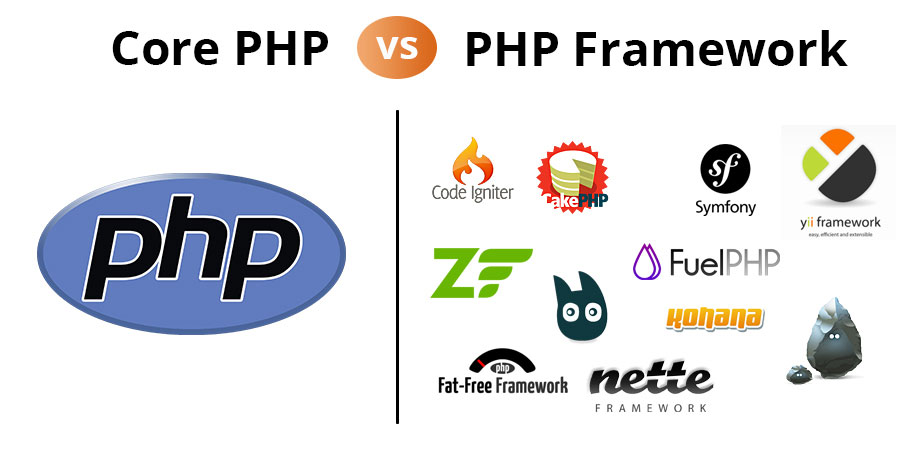 Core PHP vs PHP Framework
php
Code Igniter
CakePHP
sf
Symfony
yii framework
easy, efficient and extensible
ZF
FuelPHP
kohana
php
Fat-Free Framework
nette
FRAMEWORK